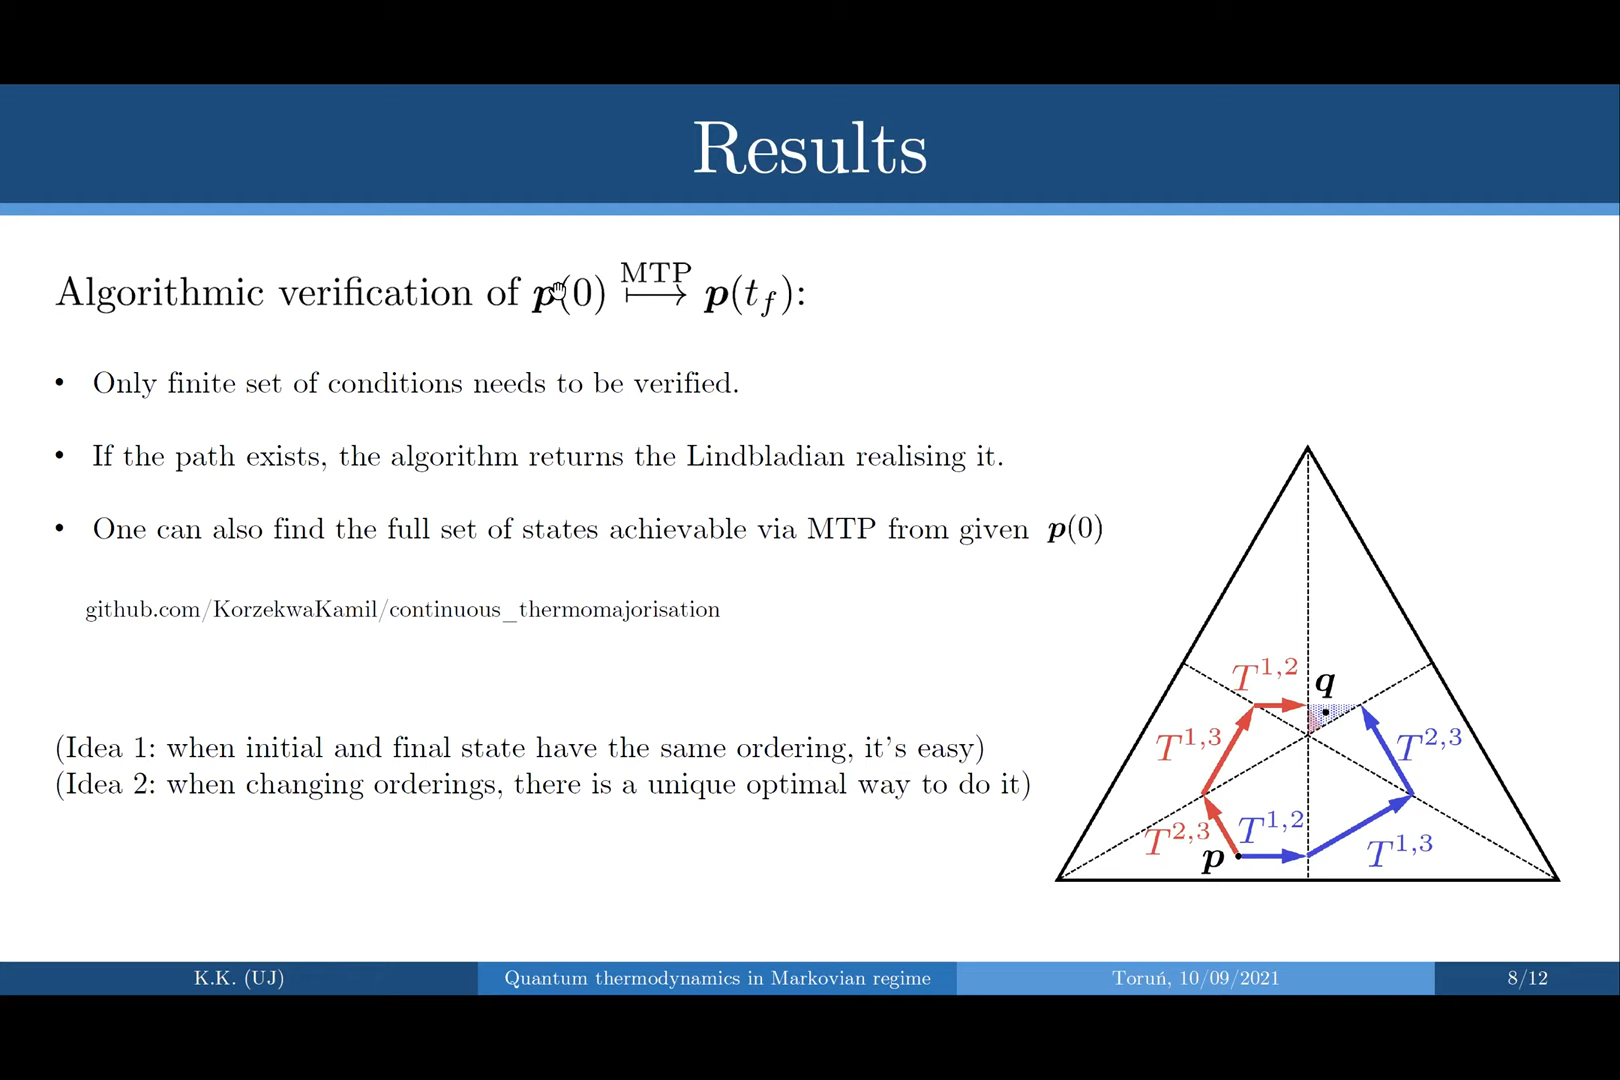 Results
Algorithmic verification of p(0) MTP⟼ p(t_f):
• Only finite set of conditions needs to be verified.
• If the path exists, the algorithm returns the Lindbladian realising it.
• One can also find the full set of states achievable via MTP from given p(0)
github.com/KorzekwaKamil/continuous_thermomajorisation
(Idea 1: when initial and final state have the same ordering, it's easy)
(Idea 2: when changing orderings, there is a unique optimal way to do it)
T^{1,2}
q
T^{1,3}
T^{2,3}
T^{2,3}
T^{1,2}
T^{1,3}
p
K.K. (UJ)
Quantum thermodynamics in Markovian regime
Toruń, 10/09/2021
8/12